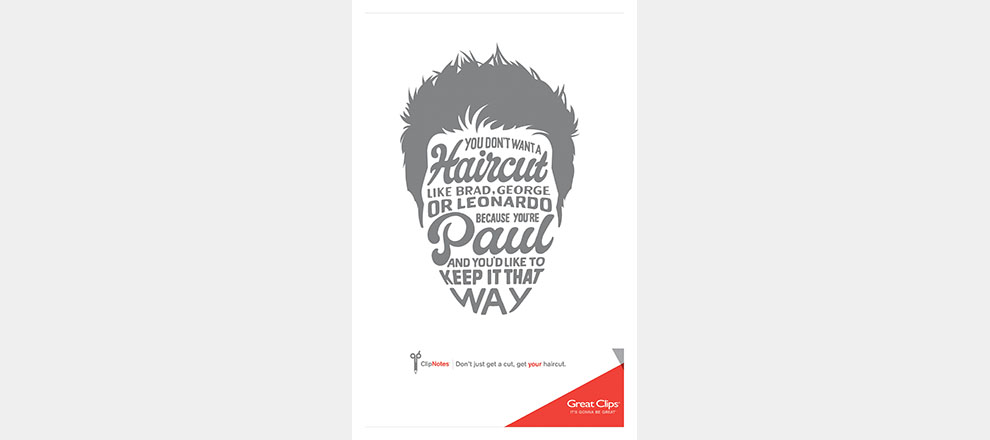 YOU DON'T WANT A
Haircut
LIKE BRAD, GEORGE
OR LEONARDO
BECAUSE YOU'RE
Paul
AND YOU'D LIKE TO
KEEP IT THAT
WAY
ClipNotes
Don't just get a cut, get your haircut.
Great Clips®
IT'S GONNA BE GREAT®